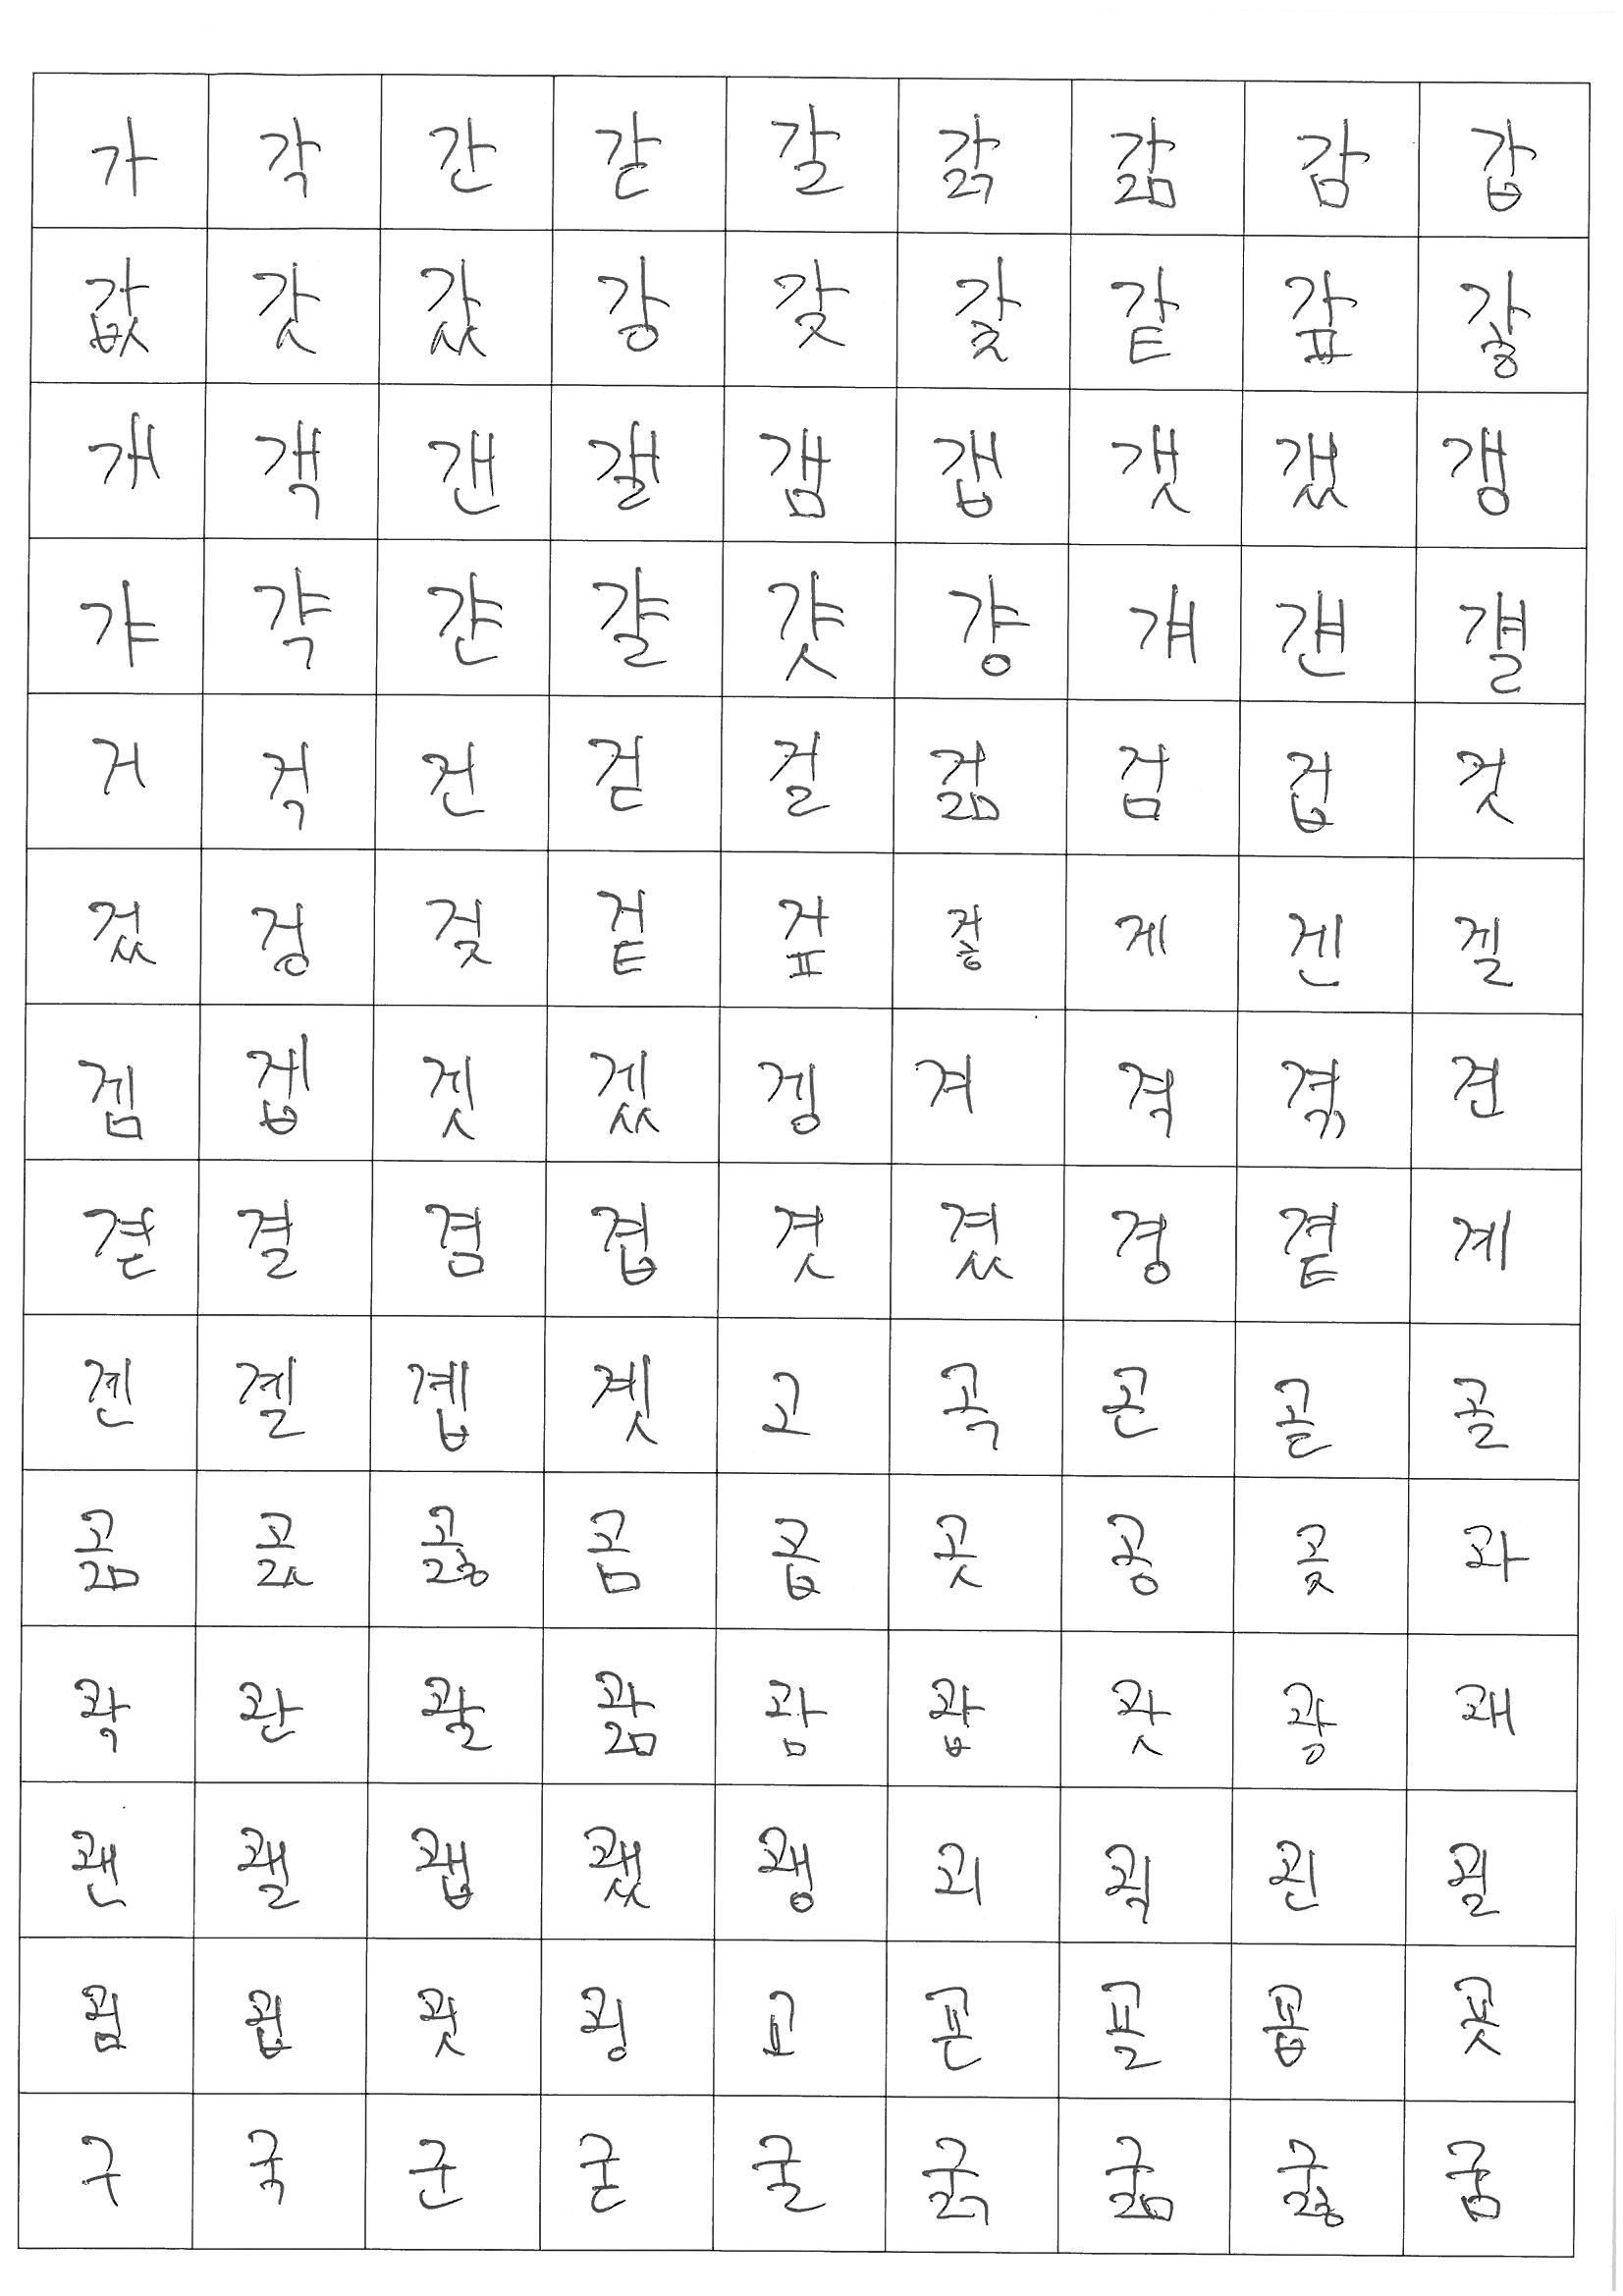 가 각 간 갇 갈 갉 갊 감 갑
값 갓 갔 강 갖 갗 같 갚 갛
개 객 갠 갤 갬 갭 갯 갰 갱
갸 갹 갼 걀 걋 걍 걔 걘 걜
거 걱 건 걷 걸 걺 검 겁 것
겄 겅 겆 겉 갚 갛 게 겐 겔
겜 겝 겟 겠 겡 겨 격 겪 견
겯 결 겸 겹 겻 겼 경 곁 계
곈 곌 곕 곗 고 곡 곤 곧 골
곪 곬 곯 곰 곱 곳 공 곶 과
곽 관 괄 괆 괌 괍 괏 광 괘
괜 괠 괩 괬 괭 괴 괵 괸 괼
굄 굅 굇 굉 교 굔 굘 굡 굣
구 국 군 굳 굴 굵 굶 굻 굼